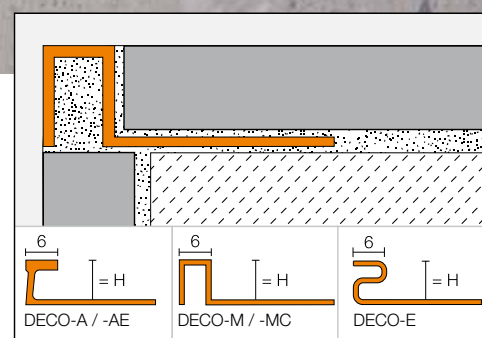 6
= H
DECO-A / -AE
6
= H
DECO-M / -MC
6
= H
DECO-E